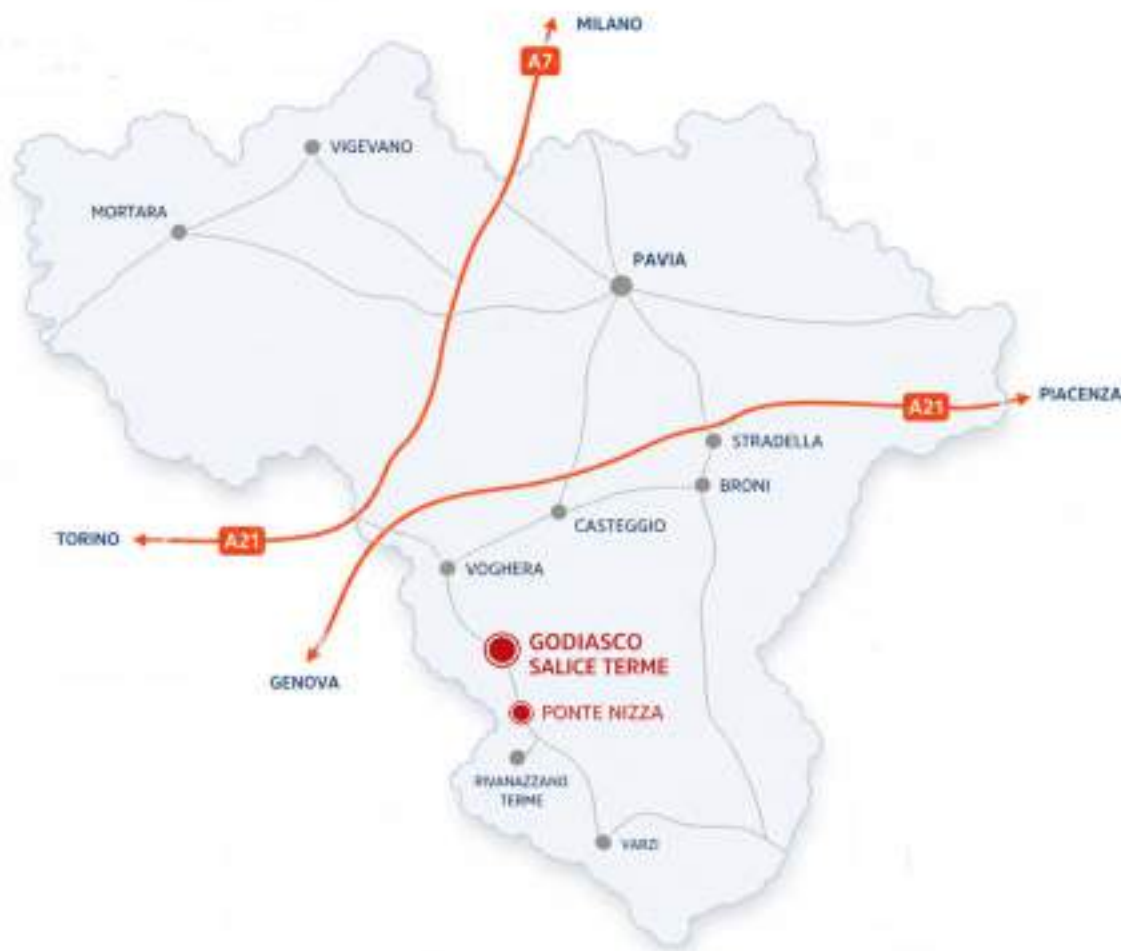 MILANO
A7
VIGEVANO
MORTARA
PAVIA
PIACENZA
A21
STRADELLA
BRONI
CASTEGGIO
TORINO
A21
VOGHERA
GODIASCO
SALICE TERME
GENOVA
PONTE NIZZA
RIVANAZZANO
TERME
VARZI